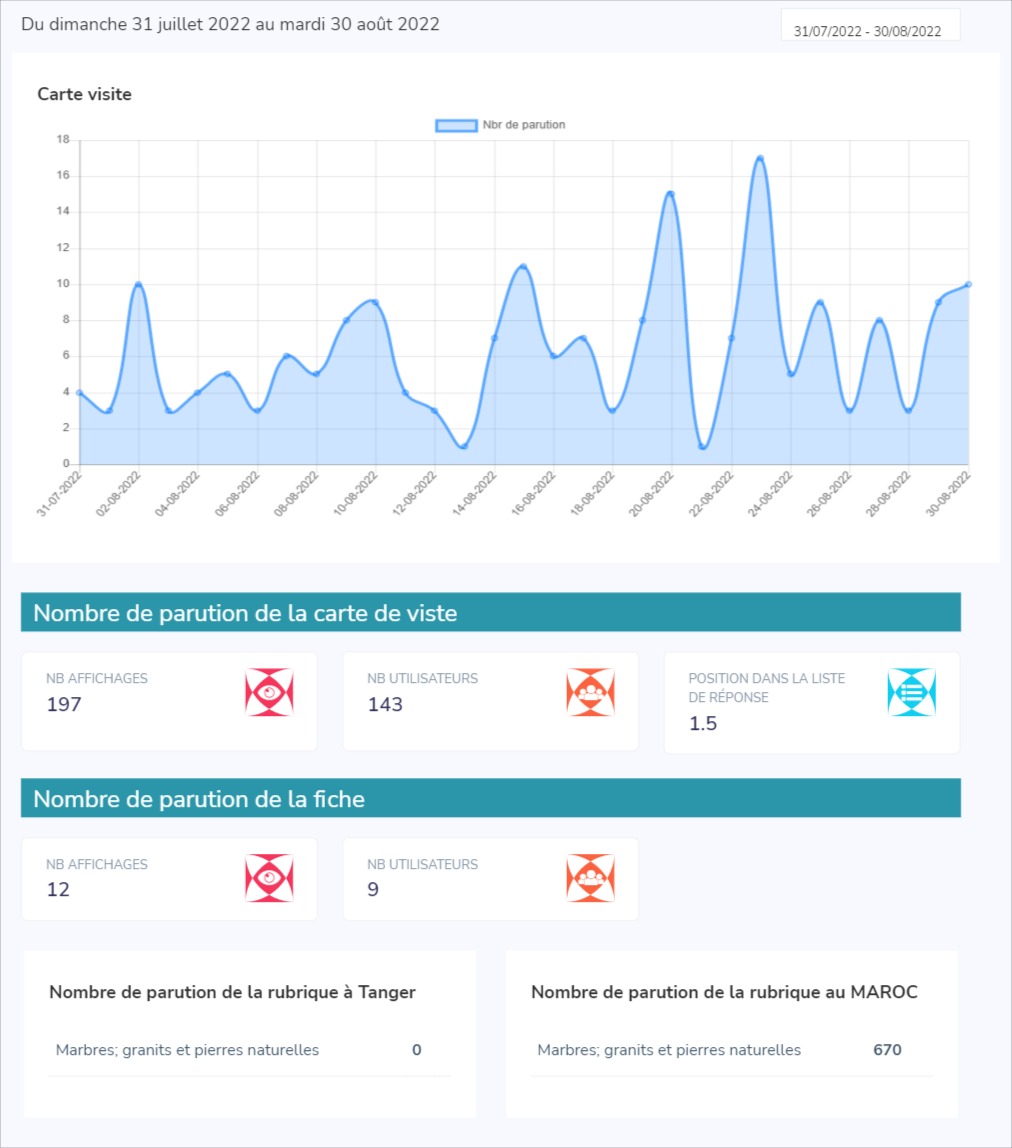 Du dimanche 31 juillet 2022 au mardi 30 août 2022
31/07/2022 - 30/08/2022
Carte visite
Nbr de parution
18
16
14
12
10
8
6
4
2
0
31-07-2022
02-08-2022
04-08-2022
06-08-2022
08-08-2022
10-08-2022
12-08-2022
14-08-2022
16-08-2022
18-08-2022
20-08-2022
22-08-2022
24-08-2022
26-08-2022
28-08-2022
30-08-2022
Nombre de parution de la carte de viste
NB AFFICHAGES
197
NB UTILISATEURS
143
POSITION DANS LA LISTE
DE RÉPONSE
1.5
Nombre de parution de la fiche
NB AFFICHAGES
12
NB UTILISATEURS
9
Nombre de parution de la rubrique à Tanger
Marbres; granits et pierres naturelles 0
Nombre de parution de la rubrique au MAROC
Marbres; granits et pierres naturelles 670